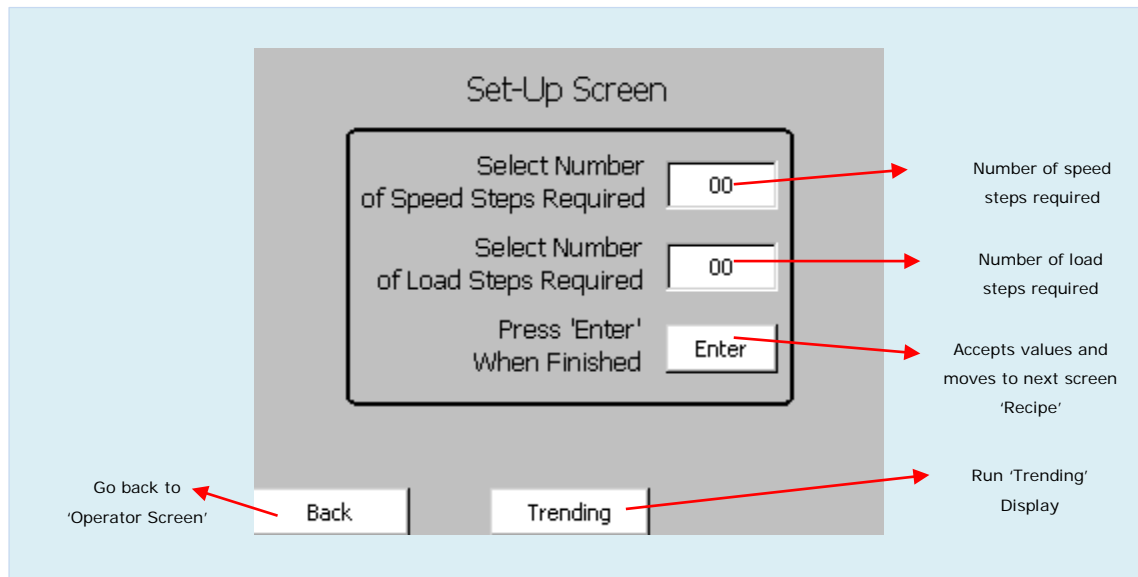 Set-Up Screen
Select Number
of Speed Steps Required
00
Number of speed
steps required
Select Number
of Load Steps Required
00
Number of load
steps required
Press 'Enter'
When Finished
Enter
Accepts values and
moves to next screen
‘Recipe’
Go back to
‘Operator Screen’
Back
Trending
Run ‘Trending’
Display